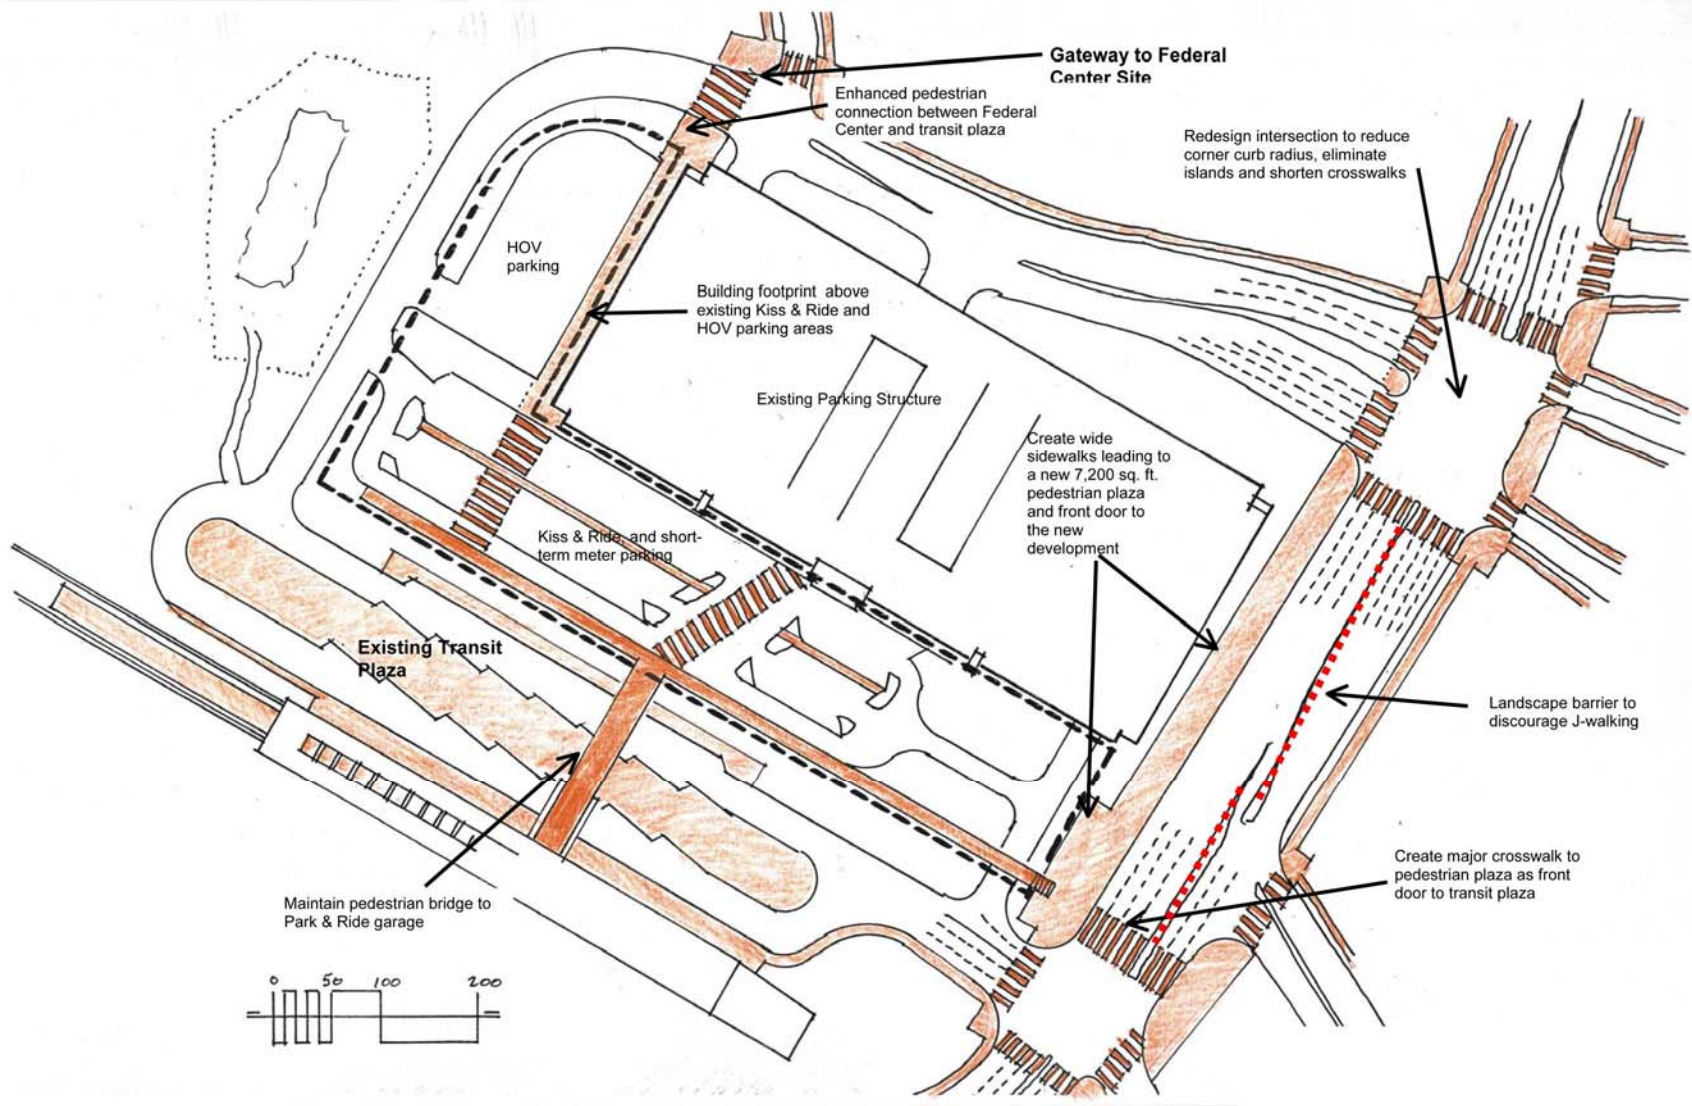 Gateway to Federal
Center Site
Enhanced pedestrian
connection between Federal
Center and transit plaza
Redesign intersection to reduce
corner curb radius, eliminate
islands and shorten crosswalks
HOV
parking
Building footprint above
existing Kiss & Ride and
HOV parking areas
Existing Parking Structure
Create wide
sidewalks leading to
a new 7,200 sq. ft.
pedestrian plaza
and front door to
the new
development
Kiss & Ride, and short-
term meter parking
Existing Transit
Plaza
Landscape barrier to
discourage J-walking
Create major crosswalk to
pedestrian plaza as front
door to transit plaza
Maintain pedestrian bridge to
Park & Ride garage
0 50 100 200